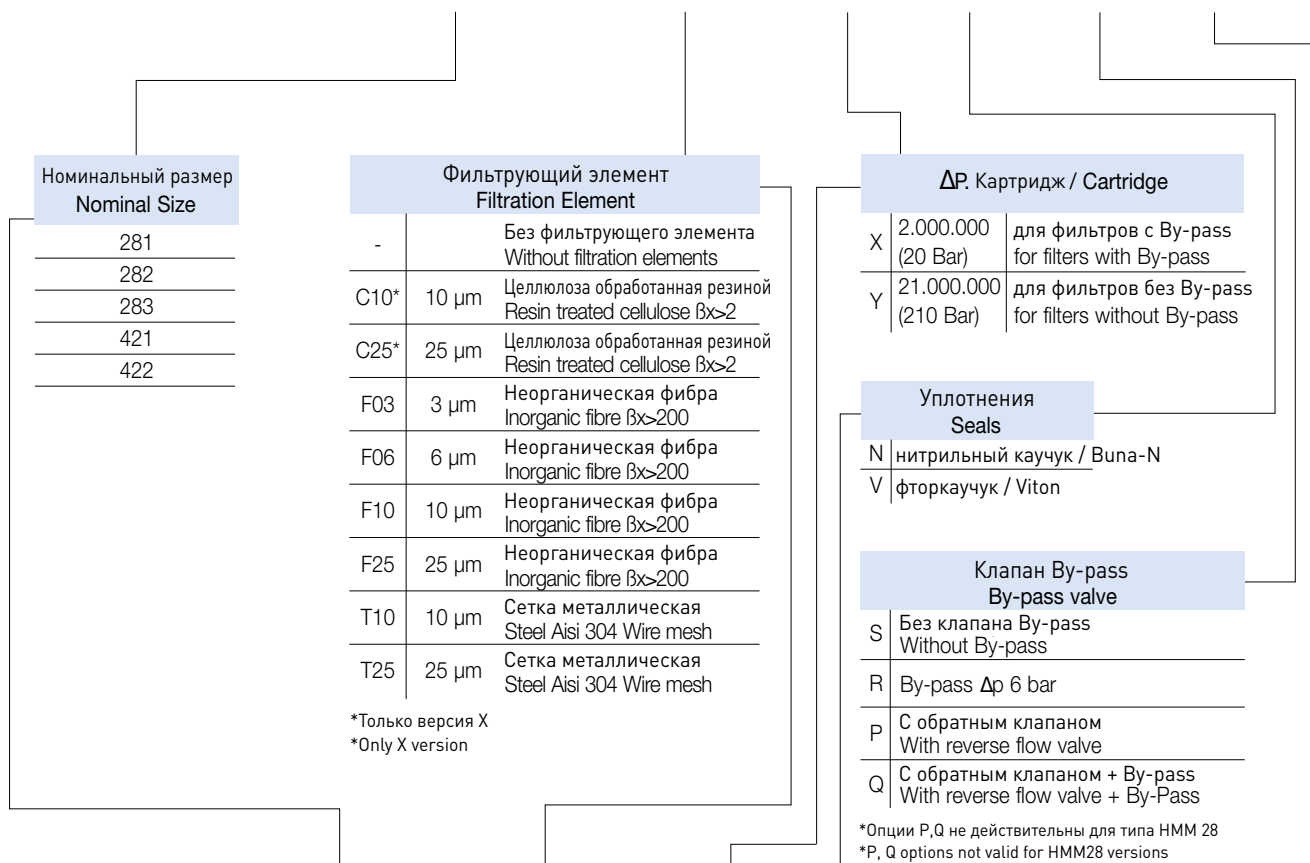 Номинальный размер
Nominal Size
281
282
283
421
422
Фильтрующий элемент
Filtration Element
- Без фильтрующего элемента
Without filtration elements
C10* 10 µm Целлюлоза обработанная резиной
Resin treated cellulose ßx>2
C25* 25 µm Целлюлоза обработанная резиной
Resin treated cellulose ßx>2
F03 3 µm Неорганическая фибра
Inorganic fibre ßx>200
F06 6 µm Неорганическая фибра
Inorganic fibre ßx>200
F10 10 µm Неорганическая фибра
Inorganic fibre ßx>200
F25 25 µm Неорганическая фибра
Inorganic fibre ßx>200
T10 10 µm Сетка металлическая
Steel Aisi 304 Wire mesh
T25 25 µm Сетка металлическая
Steel Aisi 304 Wire mesh
*Только версия X
*Only X version
ΔP. Картридж / Cartridge
X 2.000.000 для фильтров с By-pass
(20 Bar) for filters with By-pass
Y 21.000.000 для фильтров без By-pass
(210 Bar) for filters without By-pass
Уплотнения
Seals
N нитрильный каучук / Buna-N
V фторкаучук / Viton
Клапан By-pass
By-pass valve
S Без клапана By-pass
Without By-pass
R By-pass Δp 6 bar
P С обратным клапаном
With reverse flow valve
Q С обратным клапаном + By-pass
With reverse flow valve + By-Pass
*Опции P,Q не действительны для типа HMM 28
*P, Q options not valid for HMM28 versions